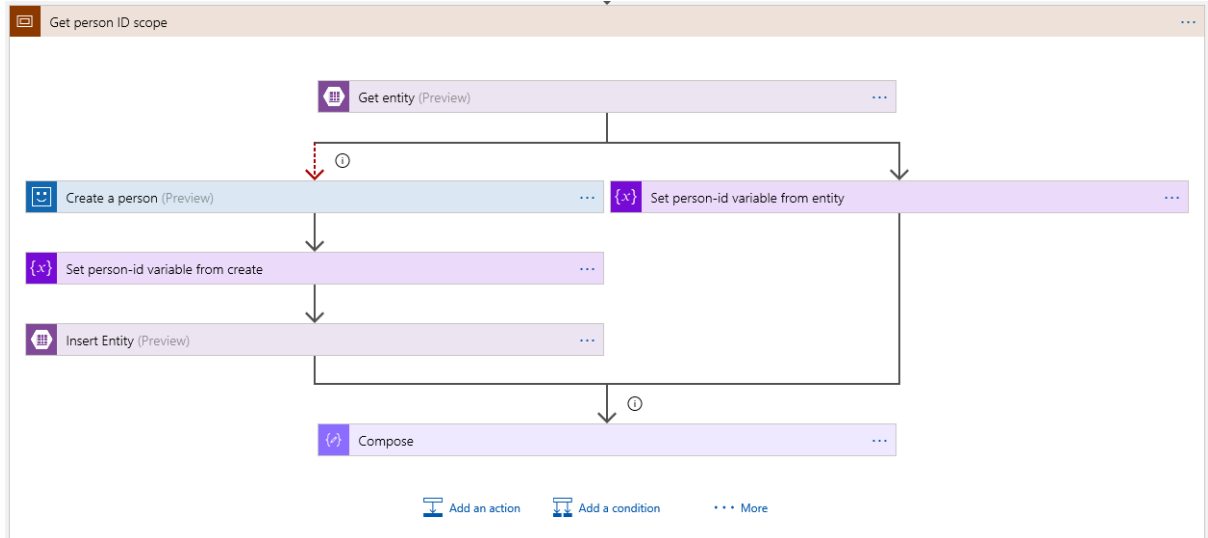 Get person ID scope
Get entity (Preview)
Create a person (Preview)
{x} Set person-id variable from entity
{x} Set person-id variable from create
Insert Entity (Preview)
Compose
Add an action
Add a condition
More